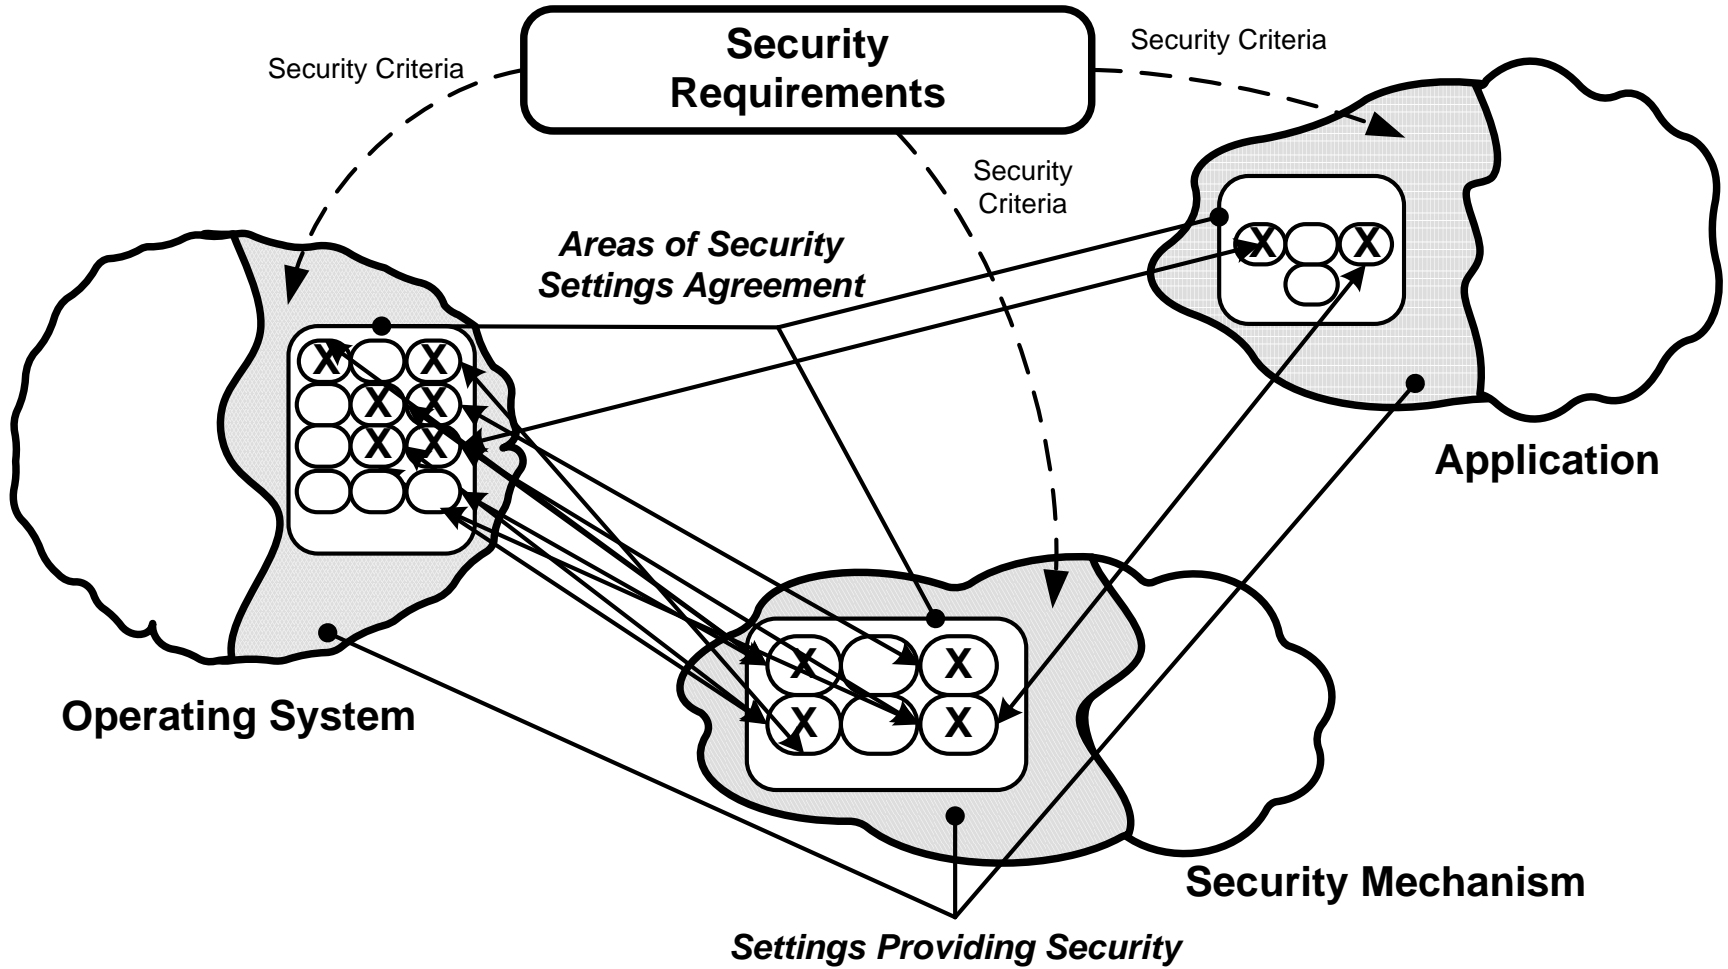 Security
Requirements
Security Criteria
Security Criteria
Security
Criteria
Areas of Security
Settings Agreement
X
X
X
X
X
X
X
X
Application
X
X
X
X
Operating System
Security Mechanism
Settings Providing Security